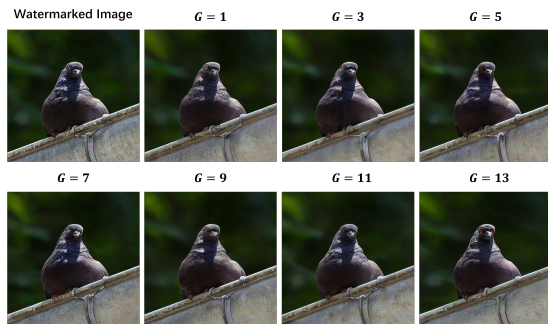 Watermarked Image
G = 1
G = 3
G = 5
G = 7
G = 9
G = 11
G = 13